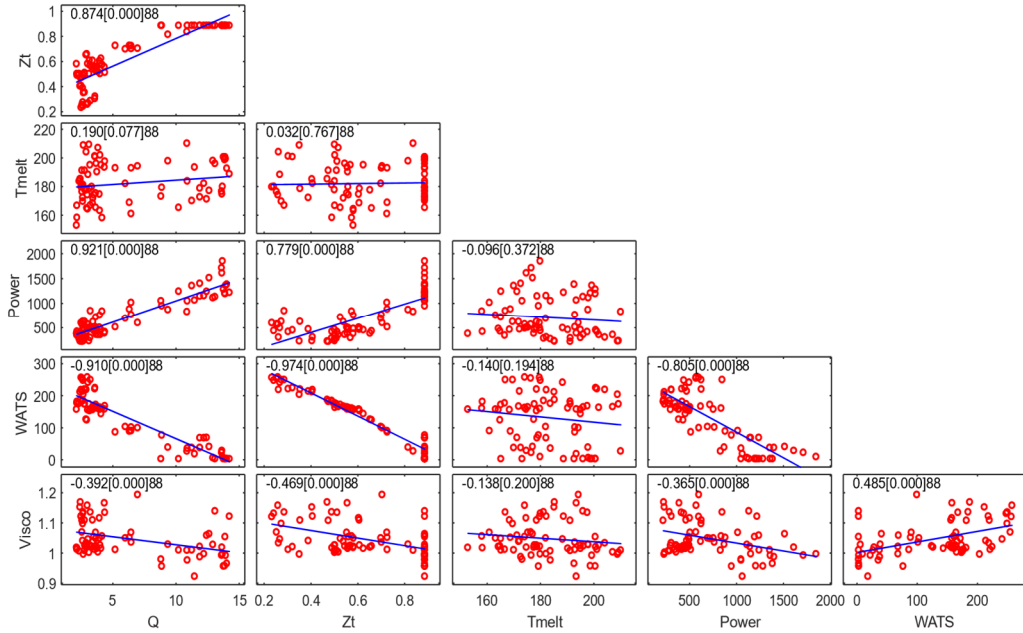 0.874[0.000]88
1
0.8
0.6
0.4
0.2
Zt
0.190[0.077]88
0.032[0.767]88
220
200
180
160
Tmelt
0.921[0.000]88
0.779[0.000]88
-0.096[0.372]88
2000
1500
1000
500
Power
-0.910[0.000]88
-0.974[0.000]88
-0.140[0.194]88
-0.805[0.000]88
300
200
100
0
WATS
-0.392[0.000]88
-0.469[0.000]88
-0.138[0.200]88
-0.365[0.000]88
0.485[0.000]88
1.2
1.1
1
0.9
Visco
5 10 15
0.2 0.4 0.6 0.8
160 180 200
500 1000 1500 2000
0 100 200
Q
Zt
Tmelt
Power
WATS